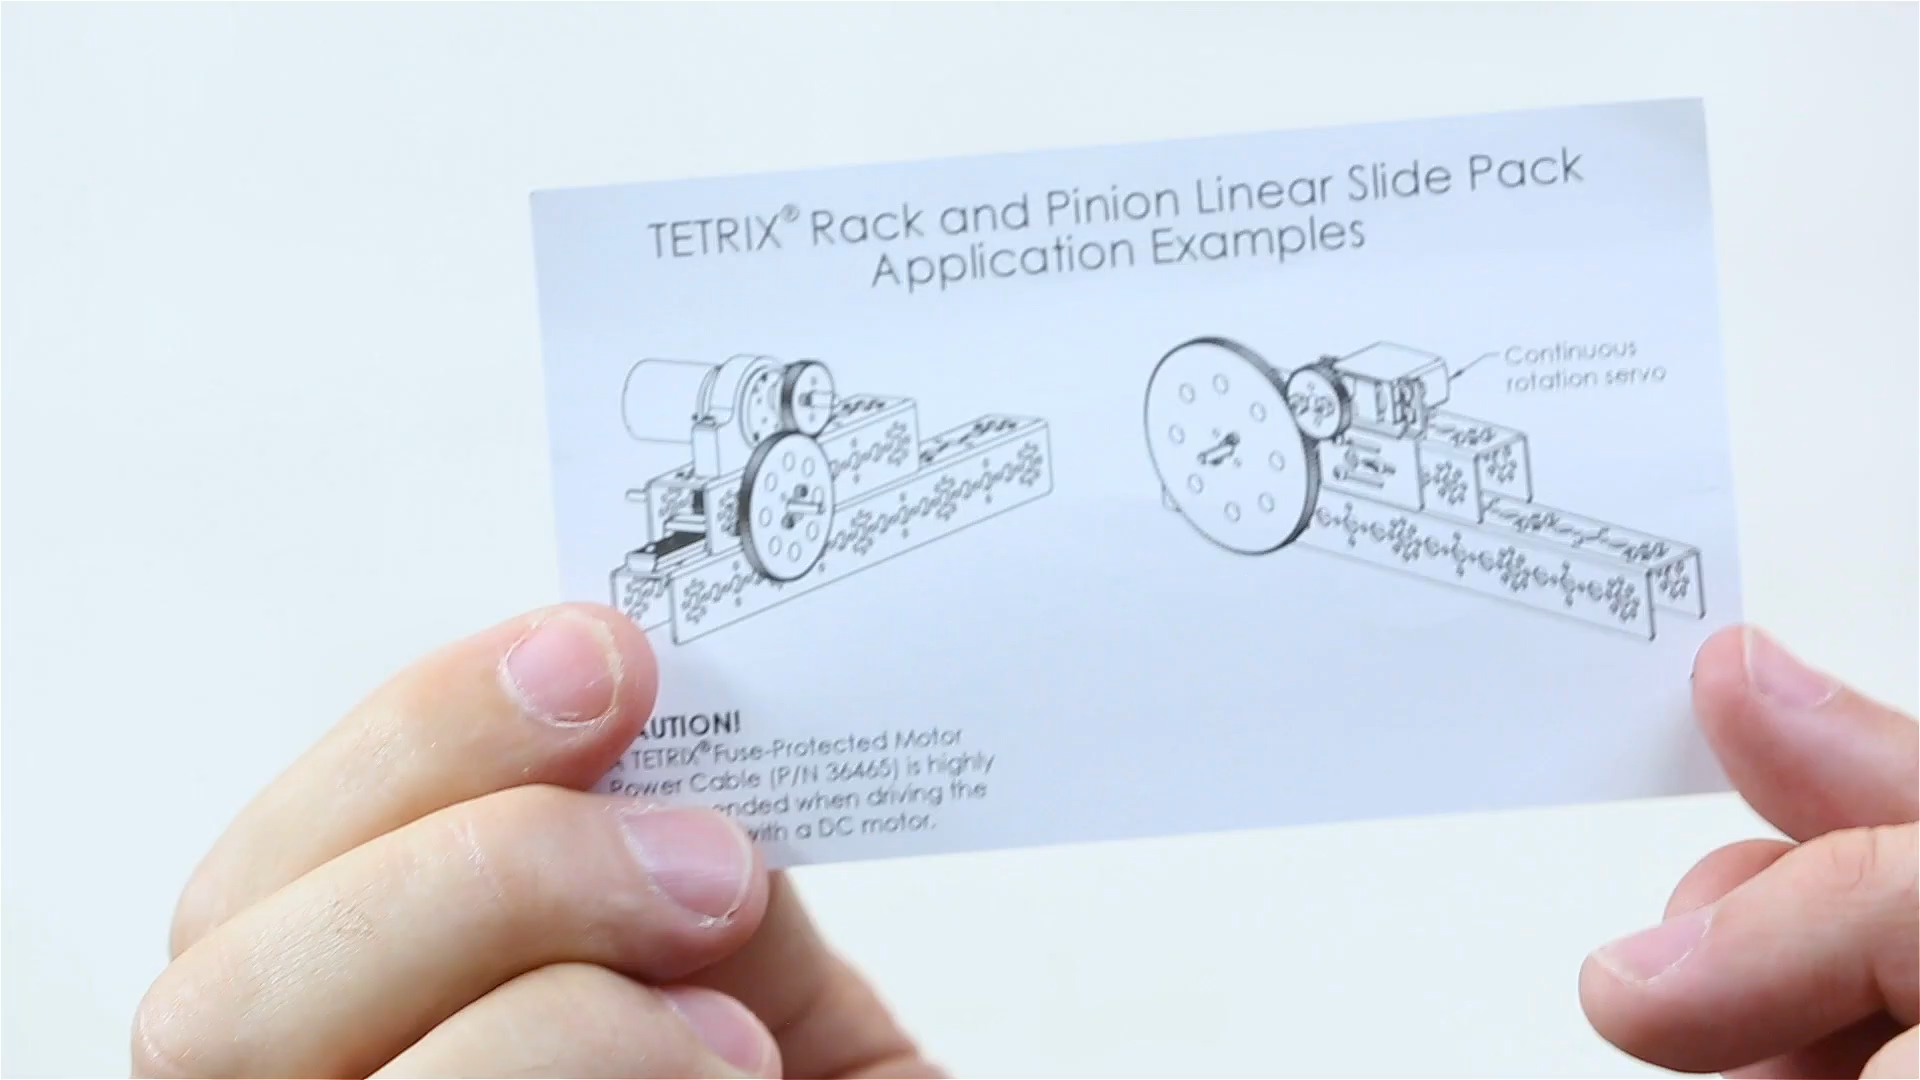 TETRIX® Rack and Pinion Linear Slide Pack
Application Examples
Continuous
rotation servo
AUTION!
TETRIX® Fuse-Protected Motor
Power Cable (P/N 36465) is highly
ended when driving the
with a DC motor.